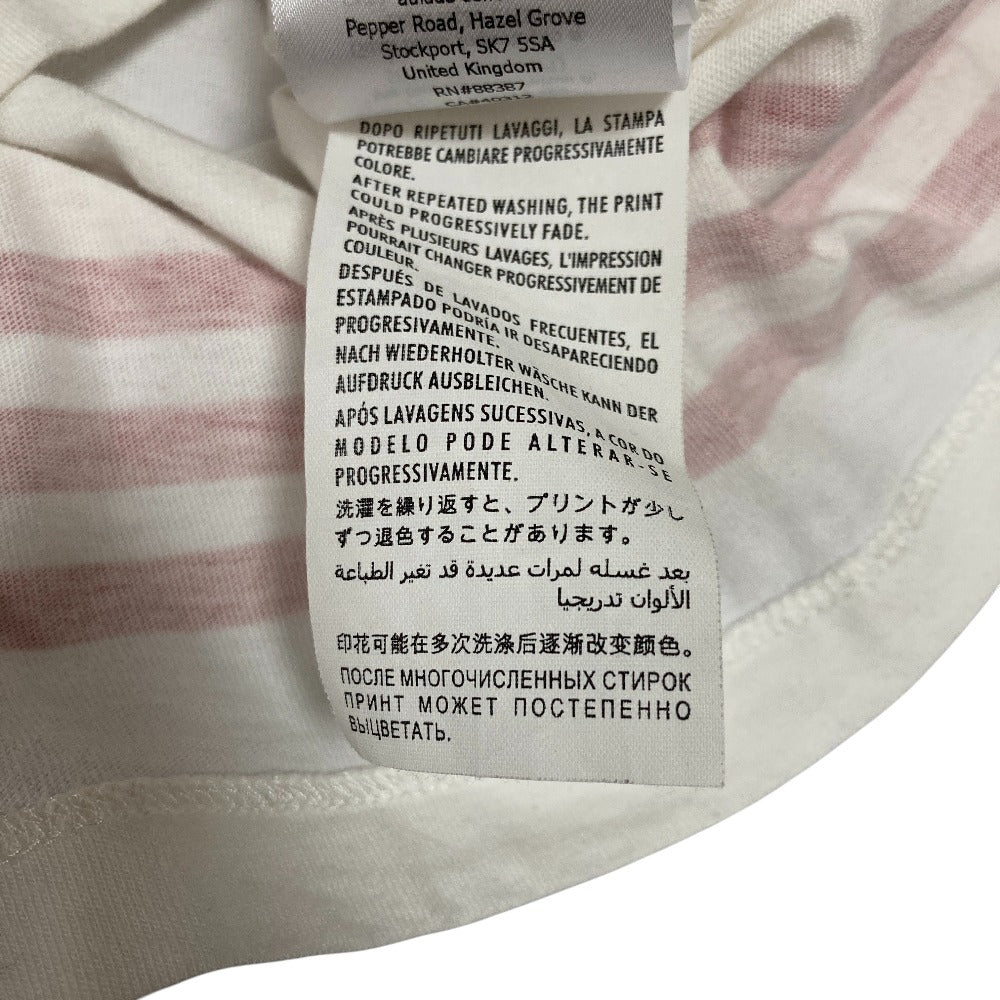 Pepper Road, Hazel Grove
Stockport, SK7 5SA
United Kingdom
RN#88387
DOPO RIPETUTI LAVAGGI, LA STAMPA
POTREBBE CAMBIARE PROGRESSIVAMENTE
COLORE.
AFTER REPEATED WASHING, THE PRINT
COULD PROGRESSIVELY FADE.
APRÈS PLUSIEURS LAVAGES, L'IMPRESSION
POURRAIT CHANGER PROGRESSIVEMENT DE
COULEUR.
DESPUÉS DE LAVADOS FRECUENTES, EL
ESTAMPADO PODRÍA IR DESAPARECIENDO
PROGRESIVAMENTE.
NACH WIEDERHOLTER WÄSCHE KANN DER
AUFDRUCK AUSBLEICHEN.
APÓS LAVAGENS SUCESSIVAS, A COR DO
MODELO PODE ALTERAR-SE
PROGRESSIVAMENTE.
洗濯を繰り返すと、プリントが少し
ずつ退色することがあります。
بعد غسله لمرات عديدة قد تغير الطباعة
الألوان تدريجيا
印花可能在多次洗涤后逐渐改变颜色。
ПОСЛЕ МНОГОЧИСЛЕННЫХ СТИРОК
ПРИНТ МОЖЕТ ПОСТЕПЕННО
ВЫЦВЕТАТЬ.